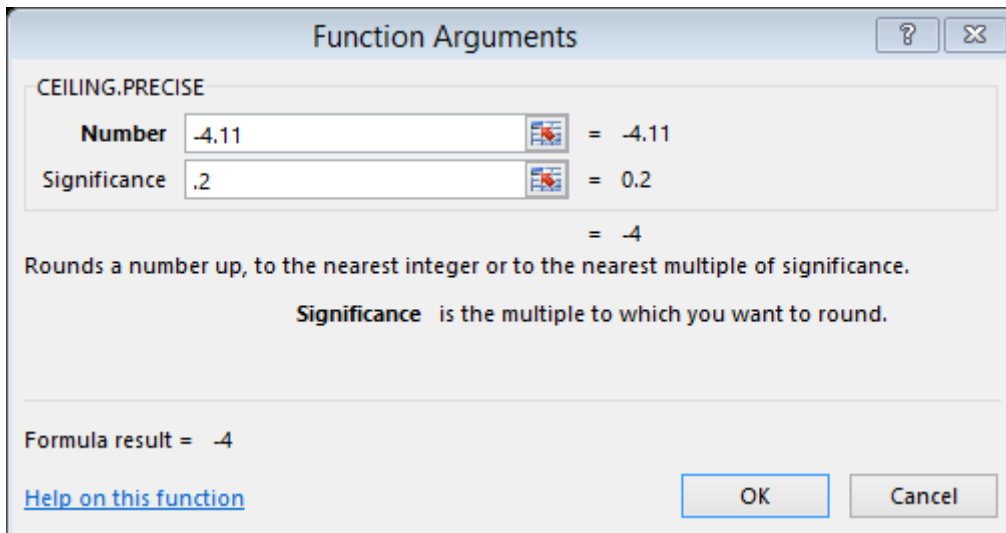 Function Arguments
?
CEILING.PRECISE
Number -4.11 = -4.11
Significance .2 = 0.2
= -4
Rounds a number up, to the nearest integer or to the nearest multiple of significance.
Significance is the multiple to which you want to round.
Formula result = -4
Help on this function
OK Cancel